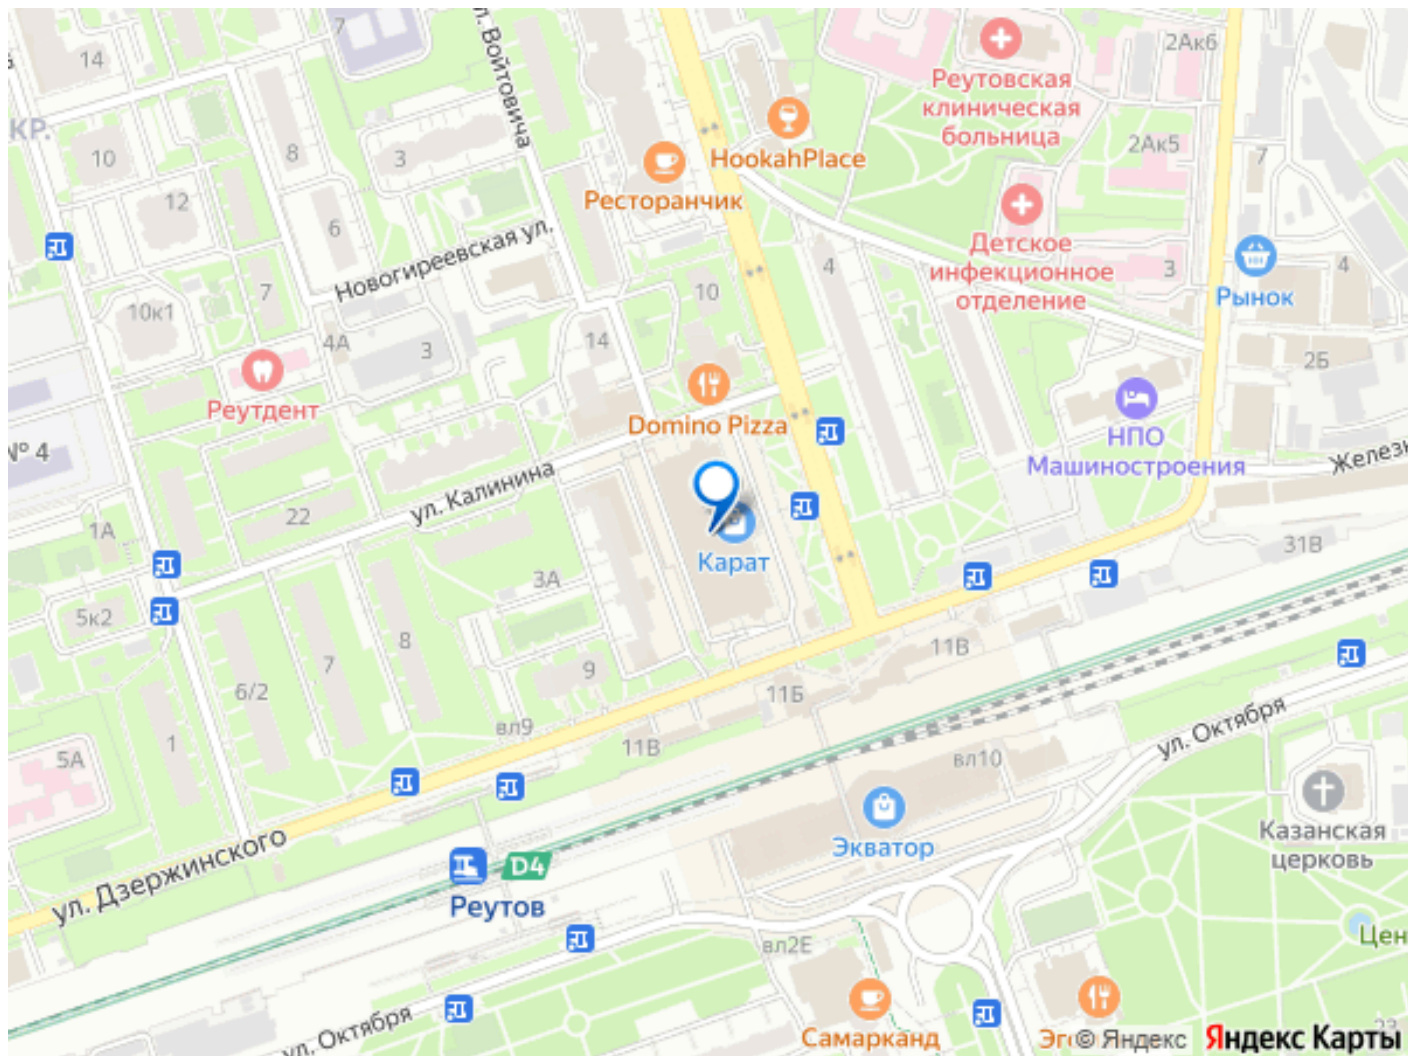 7
14
КР.
10
8
3
12
6
ул. Войтовича
Новогиреевская ул.
7
10к1
4А
3
14
10
Ресторанчик
HookahPlace
Реутовская
клиническая
больница
2Ак6
2Ак5
7
Детское
инфекционное
отделение
3
4
Рынок
4
2Б
Реутдент
Domino Pizza
НПО
Машиностроения
№ 4
1А
22
ул. Калинина
Карат
31В
5к2
3А
8
7
6/2
9
1
5А
вл9
11В
11Б
11В
вл10
ул. Октября
Экватор
Казанская
церковь
ул. Дзержинского
D4
Реутов
вл2Е
ул. Октября
Самарканд
23
© Яндекс
Яндекс Карты